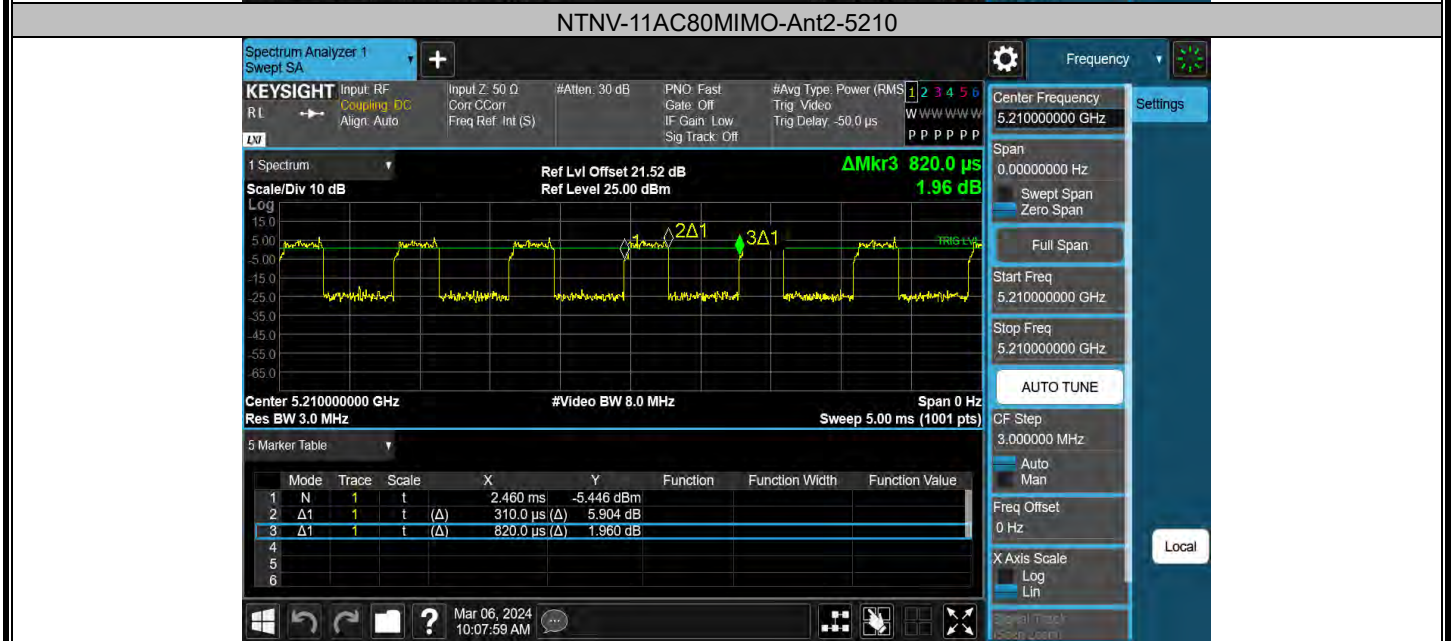 NTNV-11AC80MIMO-Ant2-5210
Spectrum Analyzer 1
Swept SA
+
Frequency
KEYSIGHT
RL
LXI
Input: RF
Coupling: DC
Align: Auto
Input Z: 50 Ω
Corr CCorr
Freq Ref: Int (S)
#Atten: 30 dB
PNO: Fast
Gate: Off
IF Gain: Low
Sig Track: Off
#Avg Type: Power (RMS
Trig: Video
Trig Delay: -50.0 µs
1 2 3 4 5 6
W W W W W W
P P P P P P
1 Spectrum
Scale/Div 10 dB
Ref Lvl Offset 21.52 dB
Ref Level 25.00 dBm
ΔMkr3 820.0 µs
1.96 dB
Log
15.0
5.00
-5.00
-15.0
-25.0
-35.0
-45.0
-55.0
-65.0
1
2Δ1
3Δ1
TRIG LVL
Center 5.210000000 GHz
#Video BW 8.0 MHz
Span 0 Hz
Res BW 3.0 MHz
Sweep 5.00 ms (1001 pts)
5 Marker Table
Mode Trace Scale X Y Function Function Width Function Value
1 N 1 t 2.460 ms -5.446 dBm
2 Δ1 1 t (Δ) 310.0 µs (Δ) 5.904 dB
3 Δ1 1 t (Δ) 820.0 µs (Δ) 1.960 dB
4
5
6
?
Mar 06, 2024
10:07:59 AM
Center Frequency
5.210000000 GHz
Settings
Span
0.00000000 Hz
Swept Span
Zero Span
Full Span
Start Freq
5.210000000 GHz
Stop Freq
5.210000000 GHz
AUTO TUNE
CF Step
3.000000 MHz
Auto
Man
Freq Offset
0 Hz
X Axis Scale
Log
Lin
Local
Signal Track
(Span Zoom)